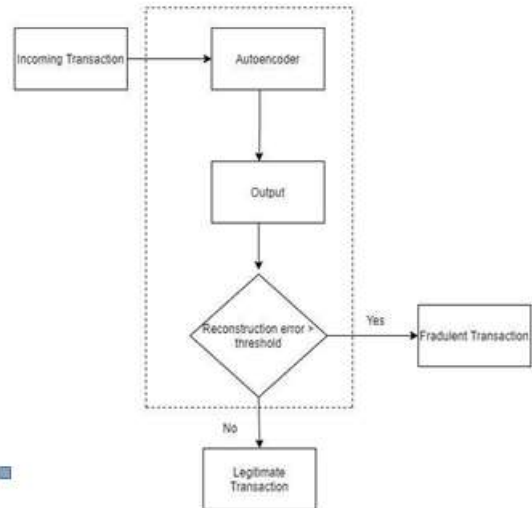 Incoming Transaction
Autoencoder
Output
Reconstruction error >
threshold
Yes
Fradulent Transaction
No
Legitimate
Transaction